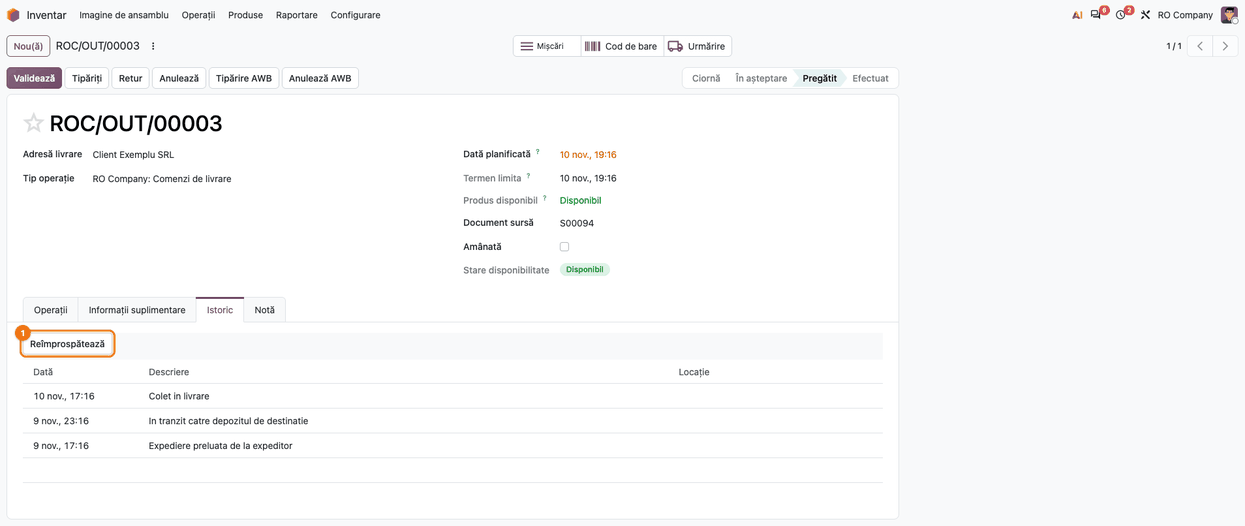 Inventar Imagine de ansamblu Operații Produse Raportare Configurare AI 6 2 RO Company
Nou(ă) ROC/OUT/00003 Mișcări Cod de bare Urmărire 1 / 1
Validează Tipăriți Retur Anulează Tipărire AWB Anulează AWB Ciornă În așteptare Pregătit Efectuat
ROC/OUT/00003
Adresă livrare Client Exemplu SRL Dată planificată ? 10 nov., 19:16
Tip operație RO Company: Comenzi de livrare Termen limita ? 10 nov., 19:16
Produs disponibil ? Disponibil
Document sursă S00094
Amânată
Stare disponibilitate Disponibil
Operații Informații suplimentare Istoric Notă
1
Reîmprospătează
Dată Descriere Locație
10 nov., 17:16 Colet in livrare
9 nov., 23:16 In tranzit catre depozitul de destinatie
9 nov., 17:16 Expediere preluata de la expeditor